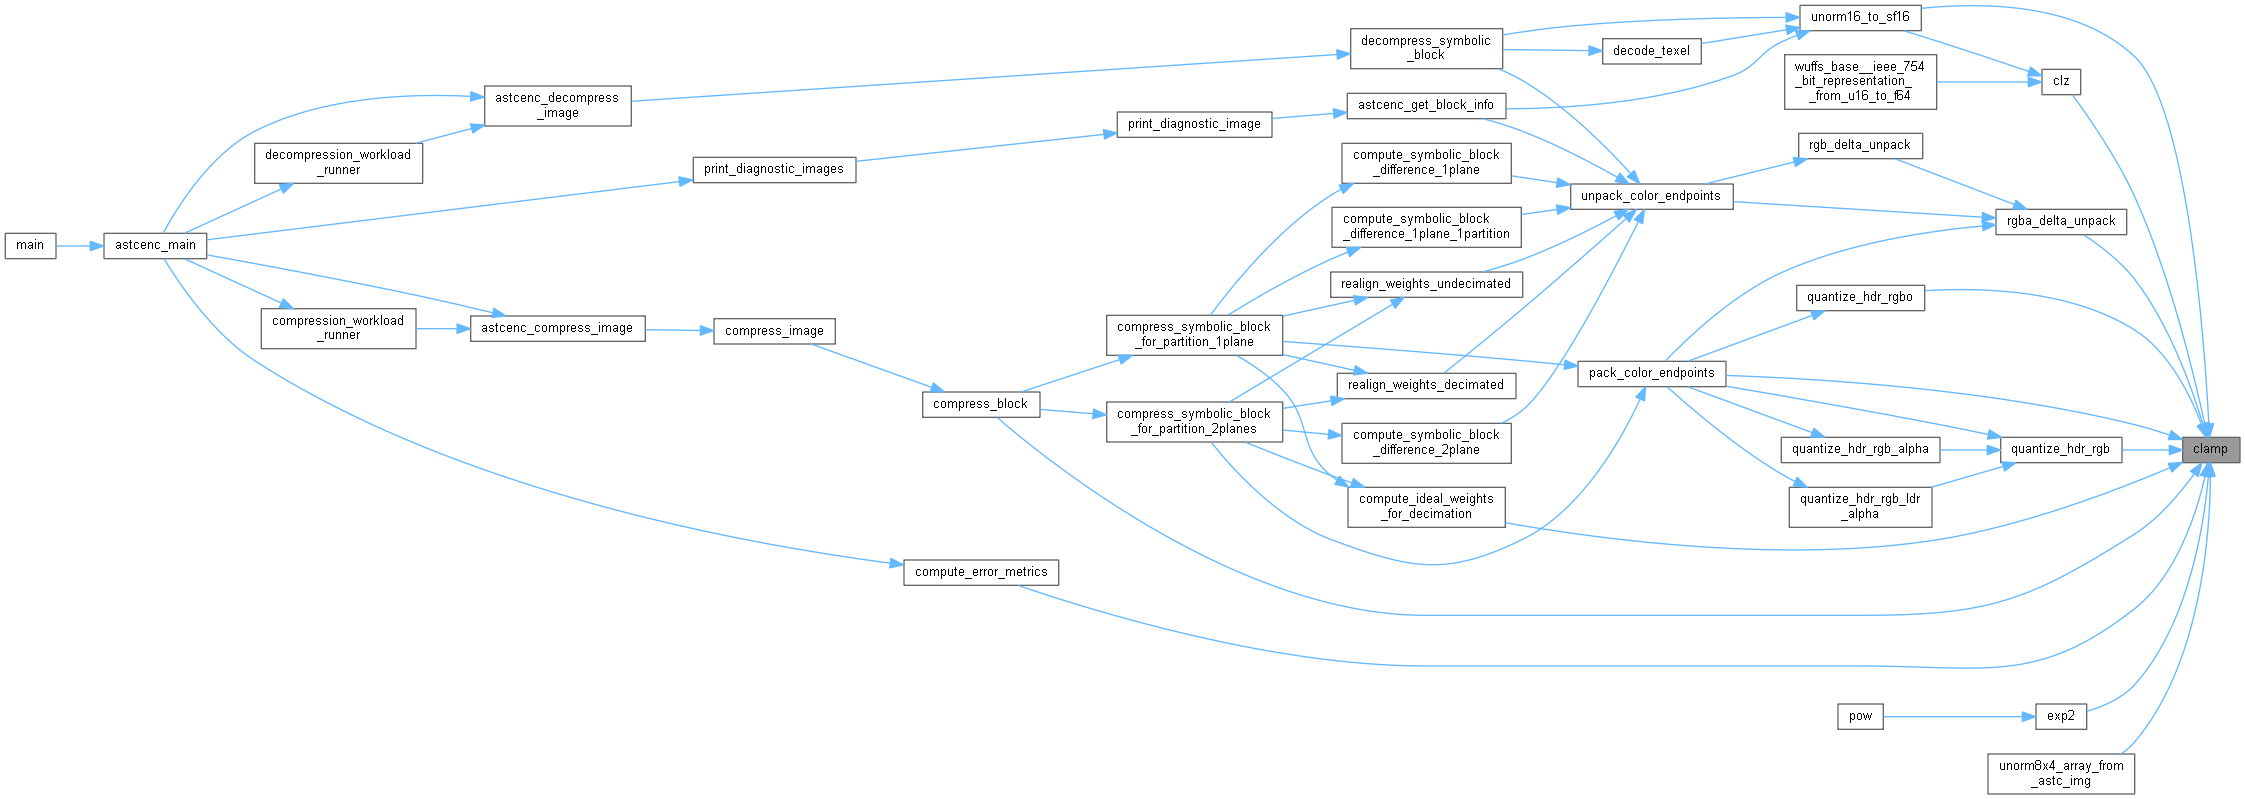 main
astcenc_main
astcenc_decompress
_image
decompression_workload
_runner
print_diagnostic_images
compression_workload
_runner
astcenc_compress_image
compress_image
compute_error_metrics
compress_block
print_diagnostic_image
compress_symbolic_block
_for_partition_1plane
compress_symbolic_block
_for_partition_2planes
decompress_symbolic
_block
astcenc_get_block_info
compute_symbolic_block
_difference_1plane
compute_symbolic_block
_difference_1plane_1partition
realign_weights_undecimated
realign_weights_decimated
compute_symbolic_block
_difference_2plane
compute_ideal_weights
_for_decimation
decode_texel
unpack_color_endpoints
pack_color_endpoints
unorm16_to_sf16
wuffs_base__ieee_754
_bit_representation_
_from_u16_to_f64
rgb_delta_unpack
quantize_hdr_rgbo
quantize_hdr_rgb_alpha
quantize_hdr_rgb_ldr
_alpha
pow
clz
rgba_delta_unpack
quantize_hdr_rgb
exp2
unorm8x4_array_from
_astc_img
clamp